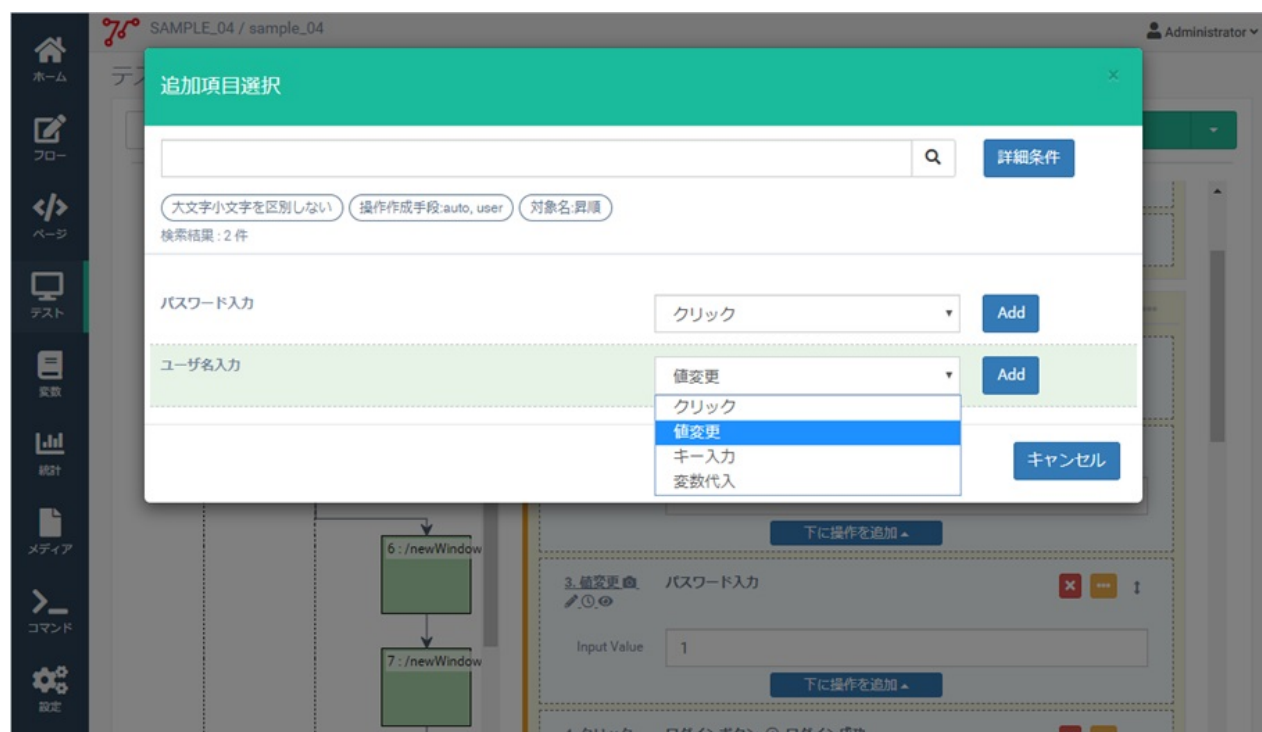 SAMPLE_04 / sample_04
Administrator
ホーム
フロー
ページ
テスト
変数
統計
メディア
コマンド
設定
テス
追加項目選択
×
詳細条件
大文字小文字を区別しない 操作作成手段:auto, user 対象名:昇順
検索結果 : 2 件
パスワード入力 クリック Add
ユーザ名入力 値変更 Add
クリック
値変更
キー入力
変数代入
キャンセル
6 : /newWindow
7 : /newWindow
下に操作を追加
3. 値変更 パスワード入力
Input Value 1
下に操作を追加